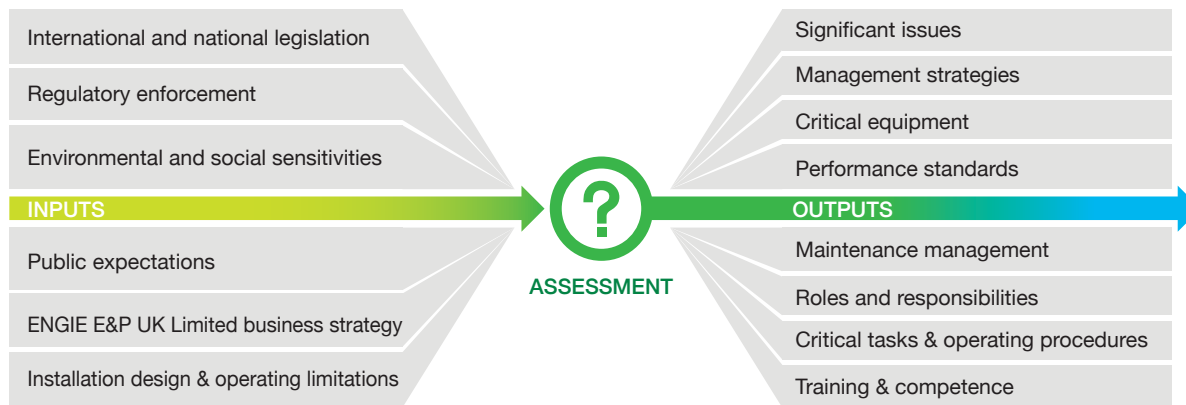 International and national legislation
Regulatory enforcement
Environmental and social sensitivities
INPUTS
Public expectations
ENGIE E&P UK Limited business strategy
Installation design & operating limitations
?
ASSESSMENT
Significant issues
Management strategies
Critical equipment
Performance standards
OUTPUTS
Maintenance management
Roles and responsibilities
Critical tasks & operating procedures
Training & competence